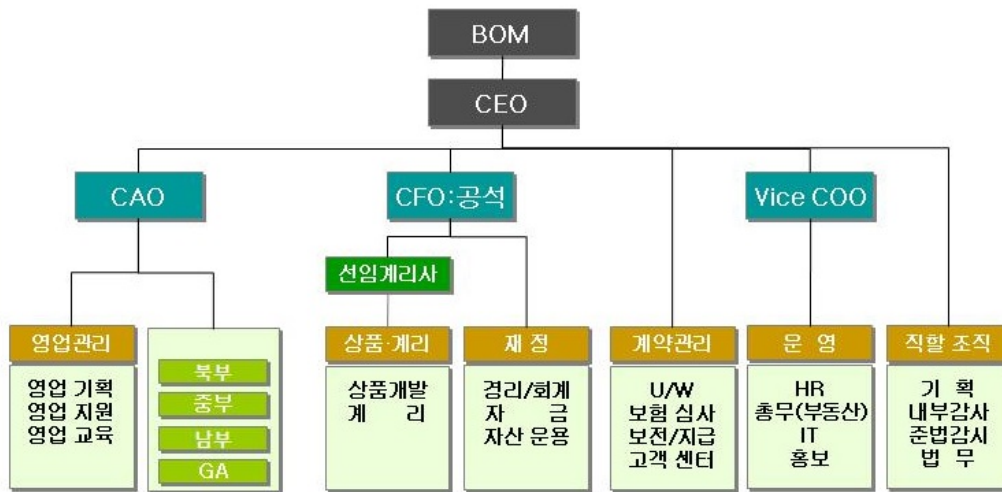 BOM
CEO
CAO
CFO:공석
Vice COO
선임계리사
영업관리
영업 기획
영업 지원
영업 교육
북부
중부
남부
GA
상품·계리
상품개발
계 리
재 정
경리/회계
자 금
자산 운용
계약관리
U/W
보험 심사
보전/지급
고객 센터
운 영
HR
총무(부동산)
IT
홍보
직할 조직
기 획
내부감사
준법감시
법 무